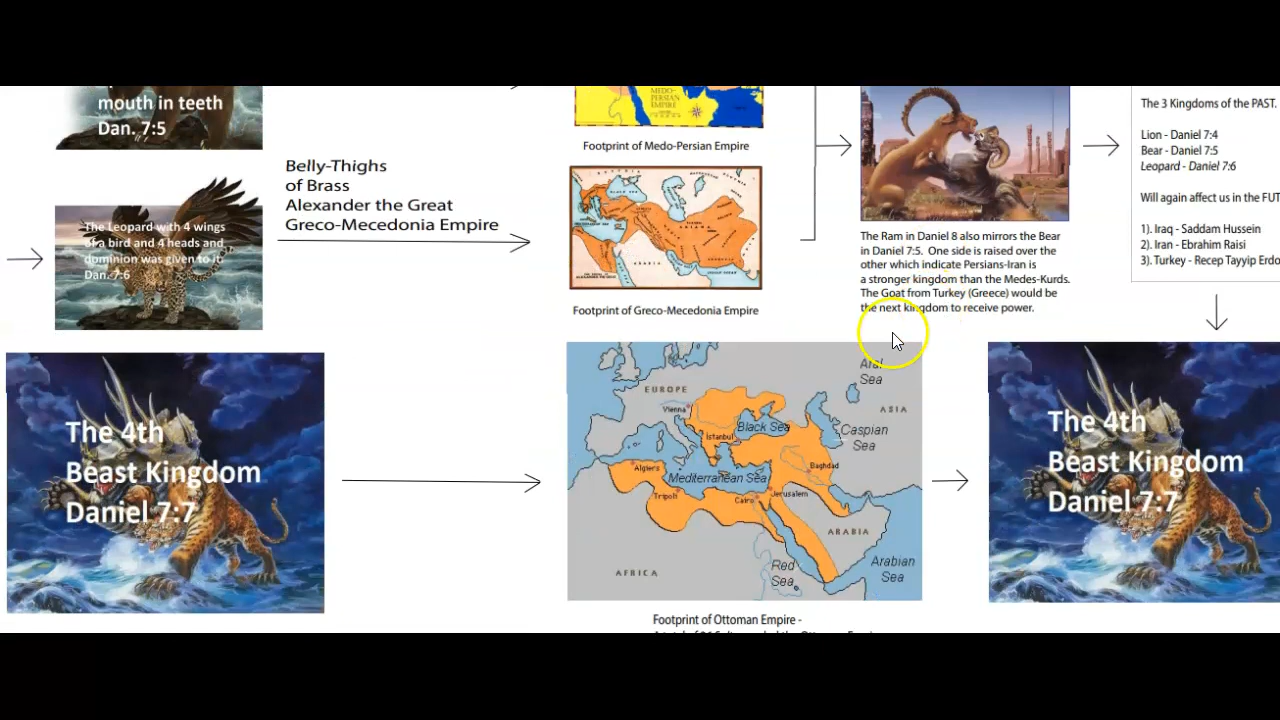 mouth in teeth
Dan. 7:5
MEDO-
PERSIAN
EMPIRE
Footprint of Medo-Persian Empire
The 3 Kingdoms of the PAST.
Lion - Daniel 7:4
Bear - Daniel 7:5
Leopard - Daniel 7:6
Will again affect us in the FUT
1). Iraq - Saddam Hussein
2). Iran - Ebrahim Raisi
3). Turkey - Recep Tayyip Erdo
Belly-Thighs
of Brass
Alexander the Great
Greco-Mecedonia Empire
The Leopard with 4 wings
of a bird and 4 heads and
dominion was given to it.
Dan. 7:6
ARABIA
Footprint of Greco-Mecedonia Empire
The Ram in Daniel 8 also mirrors the Bear
in Daniel 7:5. One side is raised over the
other which indicate Persians-Iran is
a stronger kingdom than the Medes-Kurds.
The Goat from Turkey (Greece) would be
the next kingdom to receive power.
The 4th
Beast Kingdom
Daniel 7:7
EUROPE
Vienna
Aral
Sea
ASIA
Black Sea
Istanbul
Caspian
Sea
Algiers
Baghdad
Mediterranean Sea
Tripoli
Cairo
Jerusalem
ARABIA
Red
Sea
Arabian
Sea
AFRICA
The 4th
Beast Kingdom
Daniel 7:7
Footprint of Ottoman Empire -